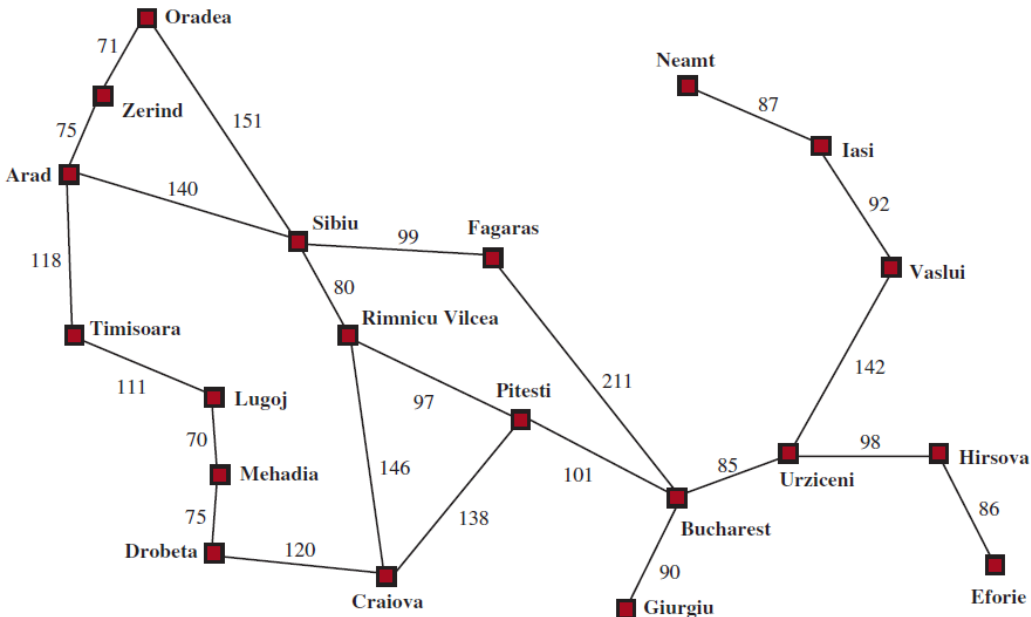 Oradea
71
Neamt
Zerind
87
151
75
Iasi
Arad
140
92
Sibiu
Fagaras
99
118
Vaslui
80
Timisoara
Rimnicu Vilcea
142
111
Lugoj
Pitesti
211
97
70
98
Hirsova
Mehadia
146
101
85
Urziceni
86
75
138
Bucharest
Drobeta
120
90
Craiova
Giurgiu
Eforie